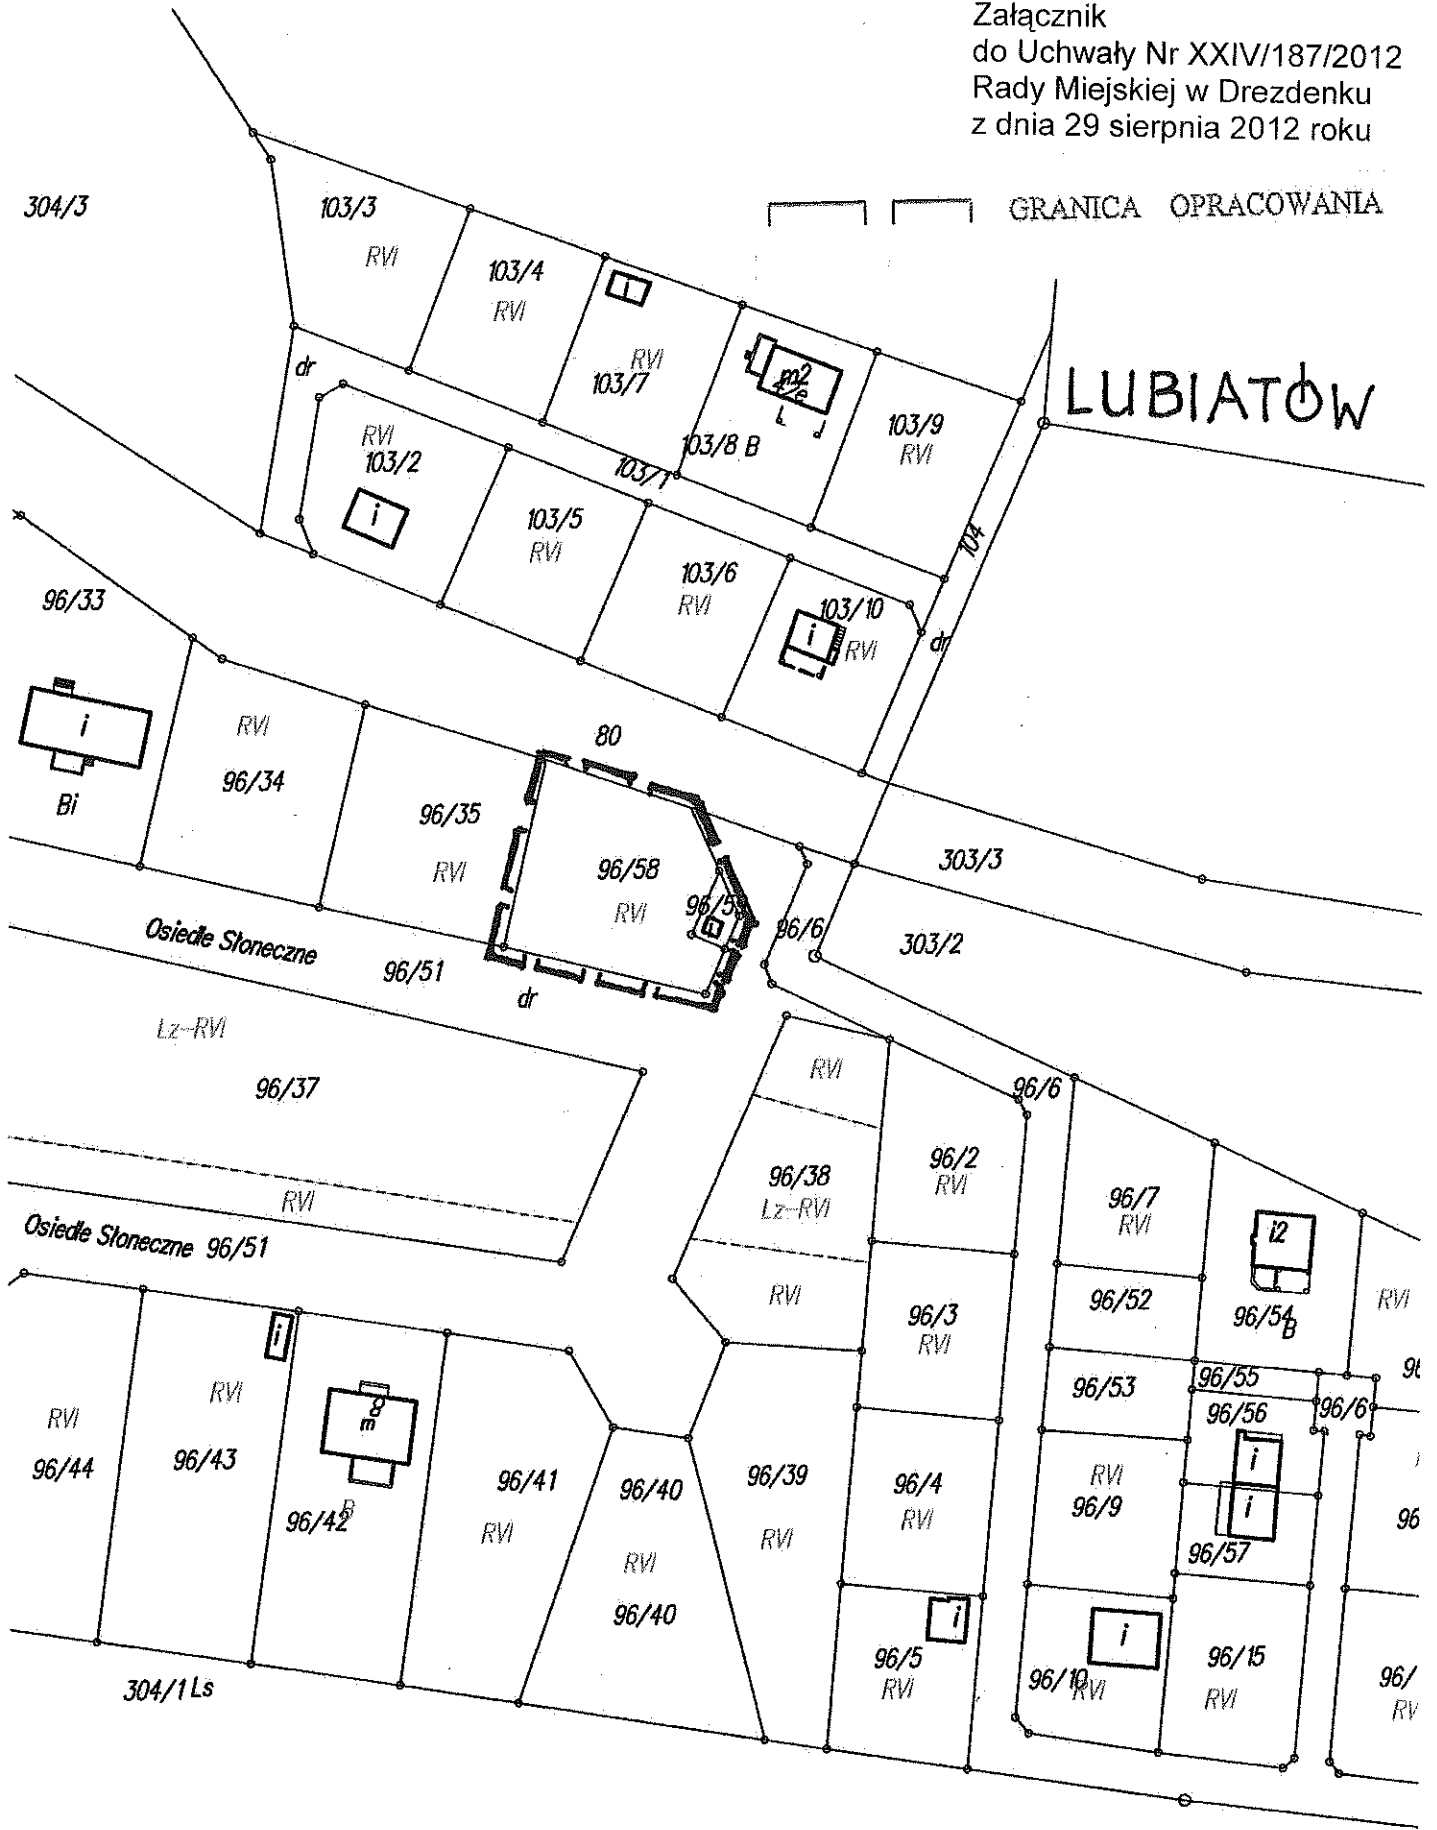 Załącznik
do Uchwały Nr XXIV/187/2012
Rady Miejskiej w Drezdenku
z dnia 29 sierpnia 2012 roku
GRANICA OPRACOWANIA
304/3
103/3
RVI
103/4
RVI
i
RVI
103/7
m2
103/8 B
103/9
RVI
LUBIATÓW
dr
RVI
103/2
i
103/1
103/5
RVI
103/6
RVI
104
103/10
i
RVI
dr
96/33
i
Bi
RVI
96/34
80
96/35
RVI
96/58
RVI
96/5
96/6
303/3
303/2
Osiedle Słoneczne
96/51
dr
Lz-RVI
96/37
RVI
Osiedle Słoneczne 96/51
RVI
96/38
Lz-RVI
RVI
96/6
96/2
RVI
96/7
RVI
i2
96/54
B
RVI
96/52
96/3
RVI
96/53
96/55
96/56
96/6
96
i
RVI
96/43
RVI
96/44
m
B
96/42
96/41
RVI
96/40
RVI
96/40
96/39
RVI
96/4
RVI
RVI
96/9
i
i
96/57
96
i
96/5
RVI
i
96/10
RVI
96/15
RVI
96/
RV
304/1 Ls